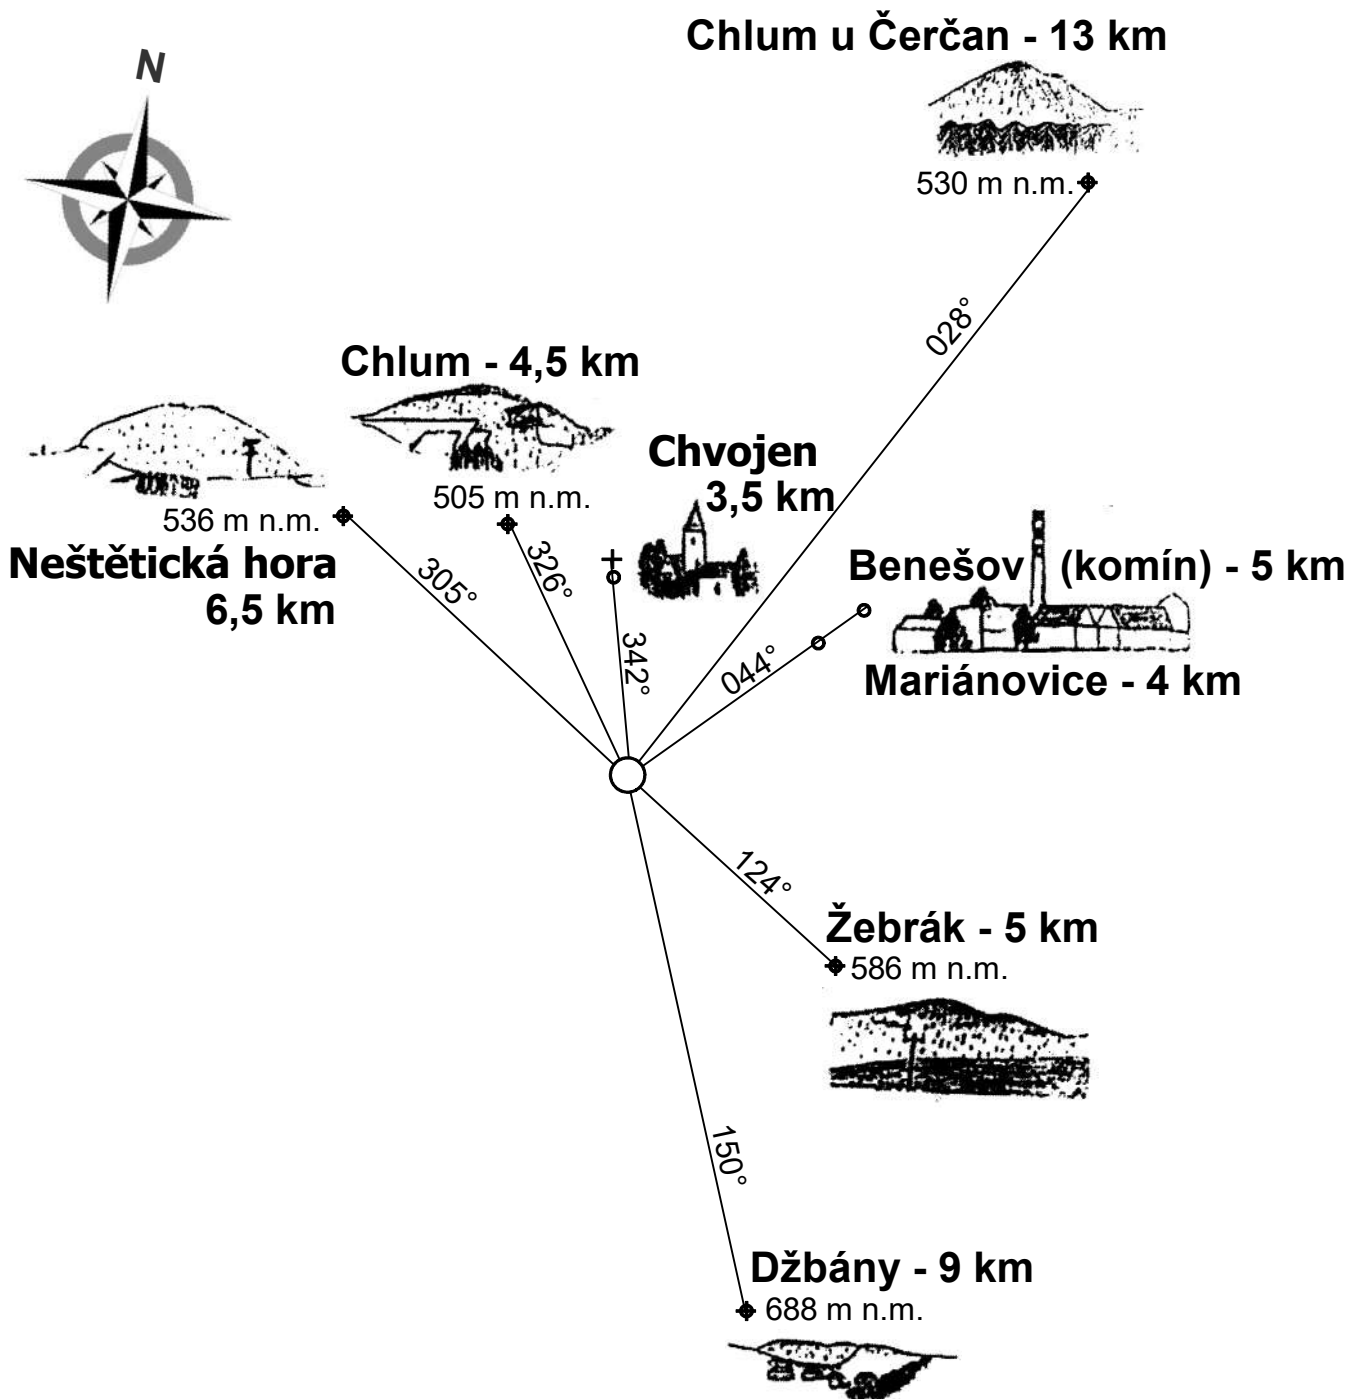 Chlum u Čerčan - 13 km
N
530 m n.m.
028°
Chlum - 4,5 km
505 m n.m.
326°
Chvojen
3,5 km
342°
536 m n.m.
Neštětická hora
6,5 km
305°
Benešov (komín) - 5 km
044°
Mariánovice - 4 km
124°
Žebrák - 5 km
586 m n.m.
150°
Džbány - 9 km
688 m n.m.